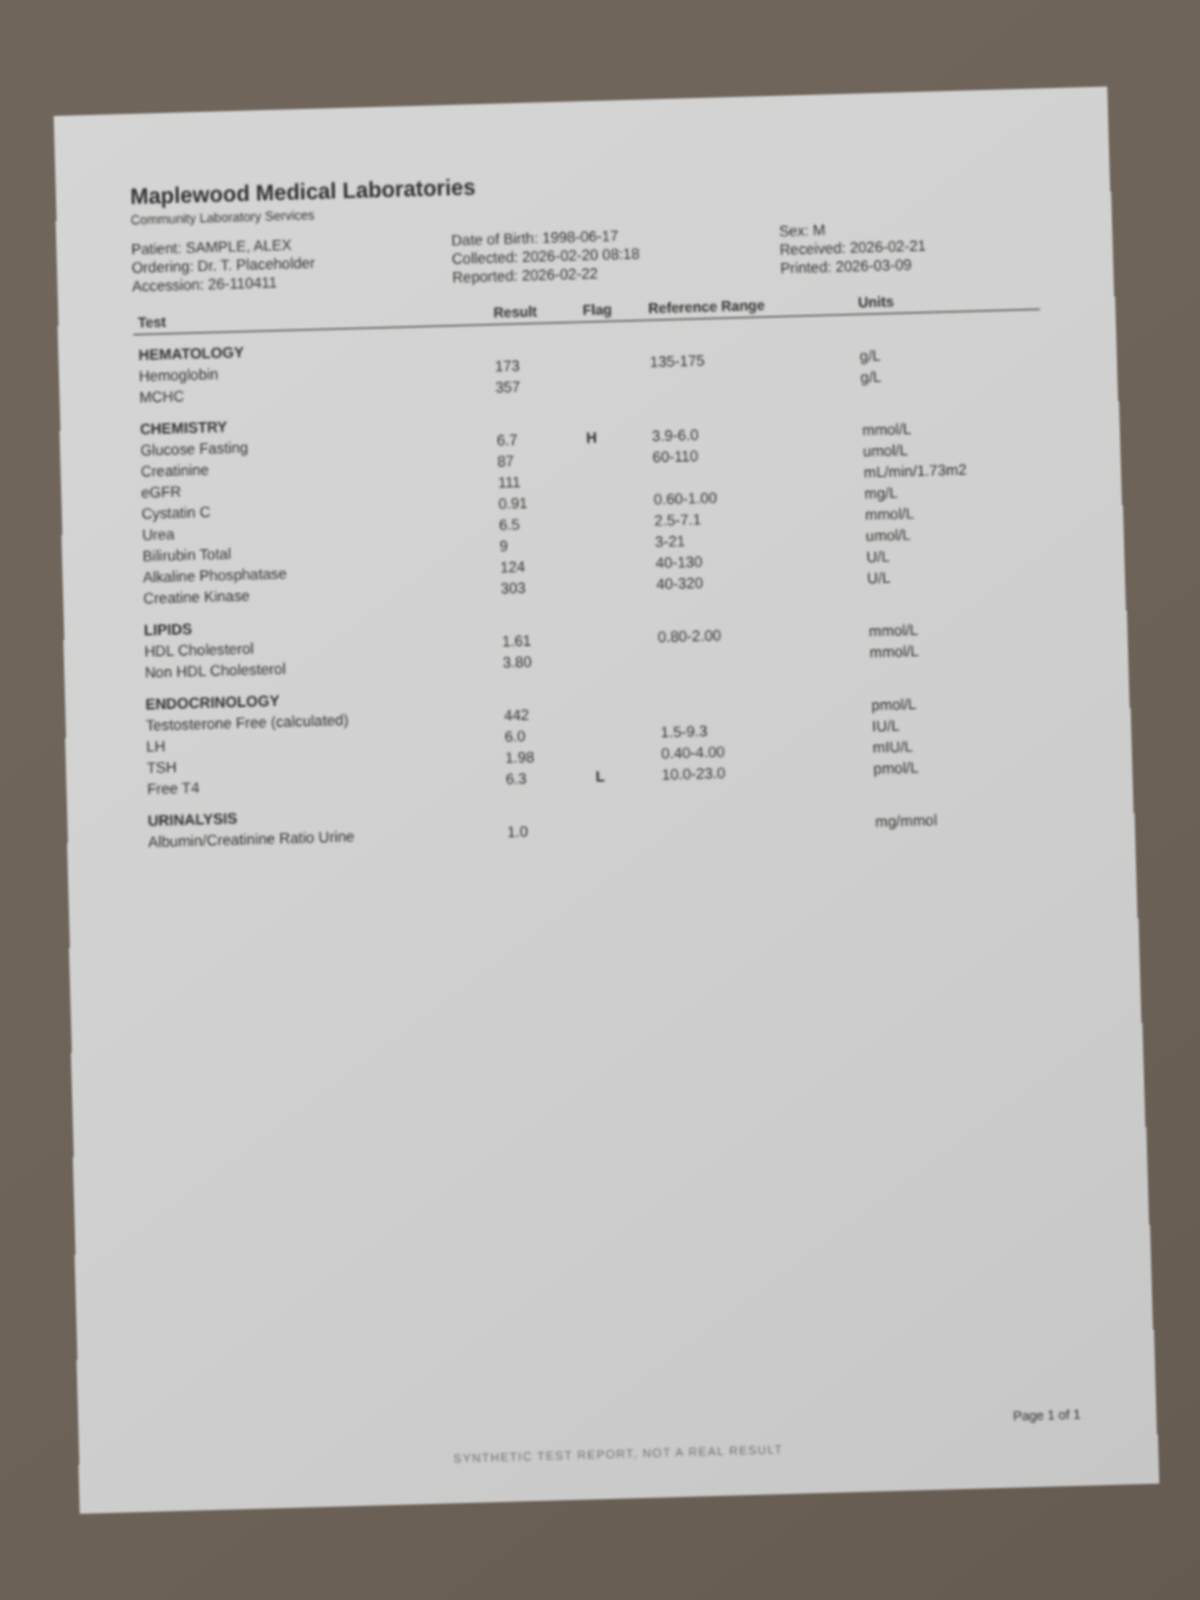 Maplewood Medical Laboratories
Community Laboratory Services
Patient: SAMPLE, ALEX Date of Birth: 1998-06-17 Sex: M
Ordering: Dr. T. Placeholder Collected: 2026-02-20 08:18 Received: 2026-02-21
Accession: 26-110411 Reported: 2026-02-22 Printed: 2026-03-09
Test Result Flag Reference Range Units
HEMATOLOGY
Hemoglobin 173 135-175 g/L
MCHC 357 g/L
CHEMISTRY
Glucose Fasting 6.7 H 3.9-6.0 mmol/L
Creatinine 87 60-110 umol/L
eGFR 111 mL/min/1.73m2
Cystatin C 0.91 0.60-1.00 mg/L
Urea 6.5 2.5-7.1 mmol/L
Bilirubin Total 9 3-21 umol/L
Alkaline Phosphatase 124 40-130 U/L
Creatine Kinase 303 40-320 U/L
LIPIDS
HDL Cholesterol 1.61 0.80-2.00 mmol/L
Non HDL Cholesterol 3.80 mmol/L
ENDOCRINOLOGY
Testosterone Free (calculated) 442 pmol/L
LH 6.0 1.5-9.3 IU/L
TSH 1.98 0.40-4.00 mIU/L
Free T4 6.3 L 10.0-23.0 pmol/L
URINALYSIS
Albumin/Creatinine Ratio Urine 1.0 mg/mmol
Page 1 of 1
SYNTHETIC TEST REPORT, NOT A REAL RESULT